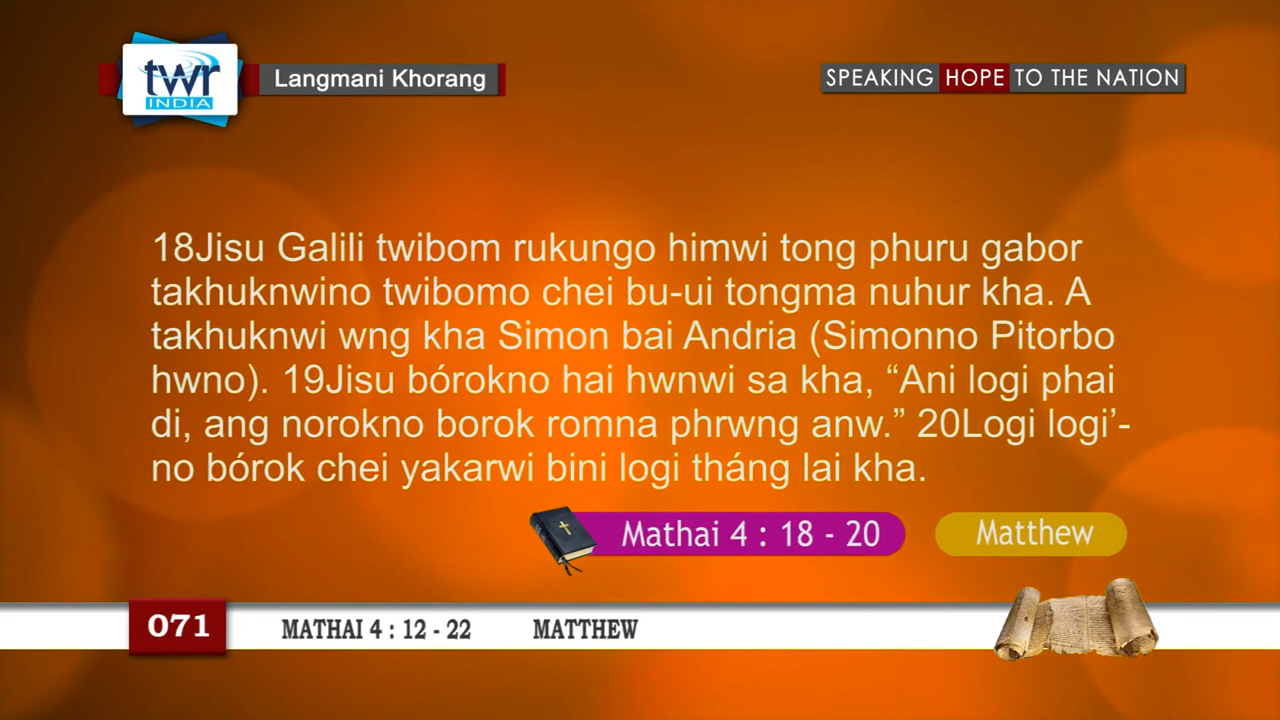 twr
INDIA
Langmani Khorang
SPEAKING HOPE TO THE NATION
18Jisu Galili twibom rukungo himwi tong phuru gabor
takhuknwino twibomo chei bu-ui tongma nuhur kha. A
takhuknwi wng kha Simon bai Andria (Simonno Pitorbo
hwno). 19Jisu bórokno hai hwnwi sa kha, “Ani logi phai
di, ang norokno borok romna phrwng anw.” 20Logi logi’-
no bórok chei yakarwi bini logi tháng lai kha.
Mathai 4 : 18 - 20
Matthew
071
MATHAI 4 : 12 - 22
MATTHEW